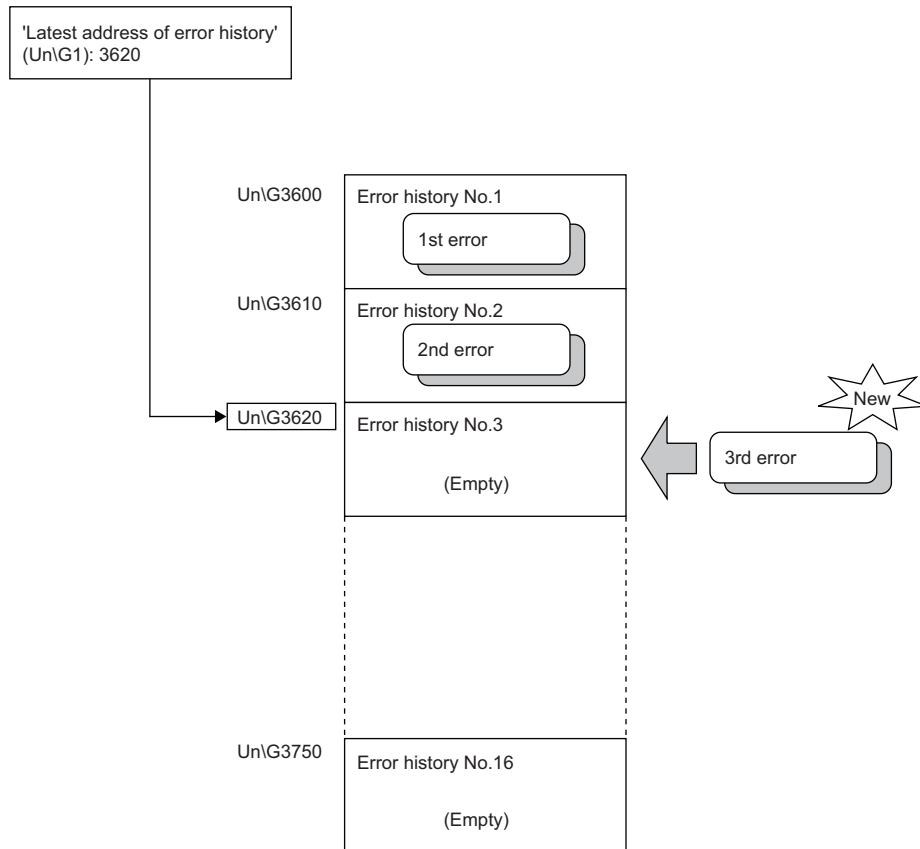 'Latest address of error history'
(Un\G1): 3620
Un\G3600
Error history No.1
1st error
Un\G3610
Error history No.2
2nd error
Un\G3620
Error history No.3
(Empty)
New
3rd error
Un\G3750
Error history No.16
(Empty)